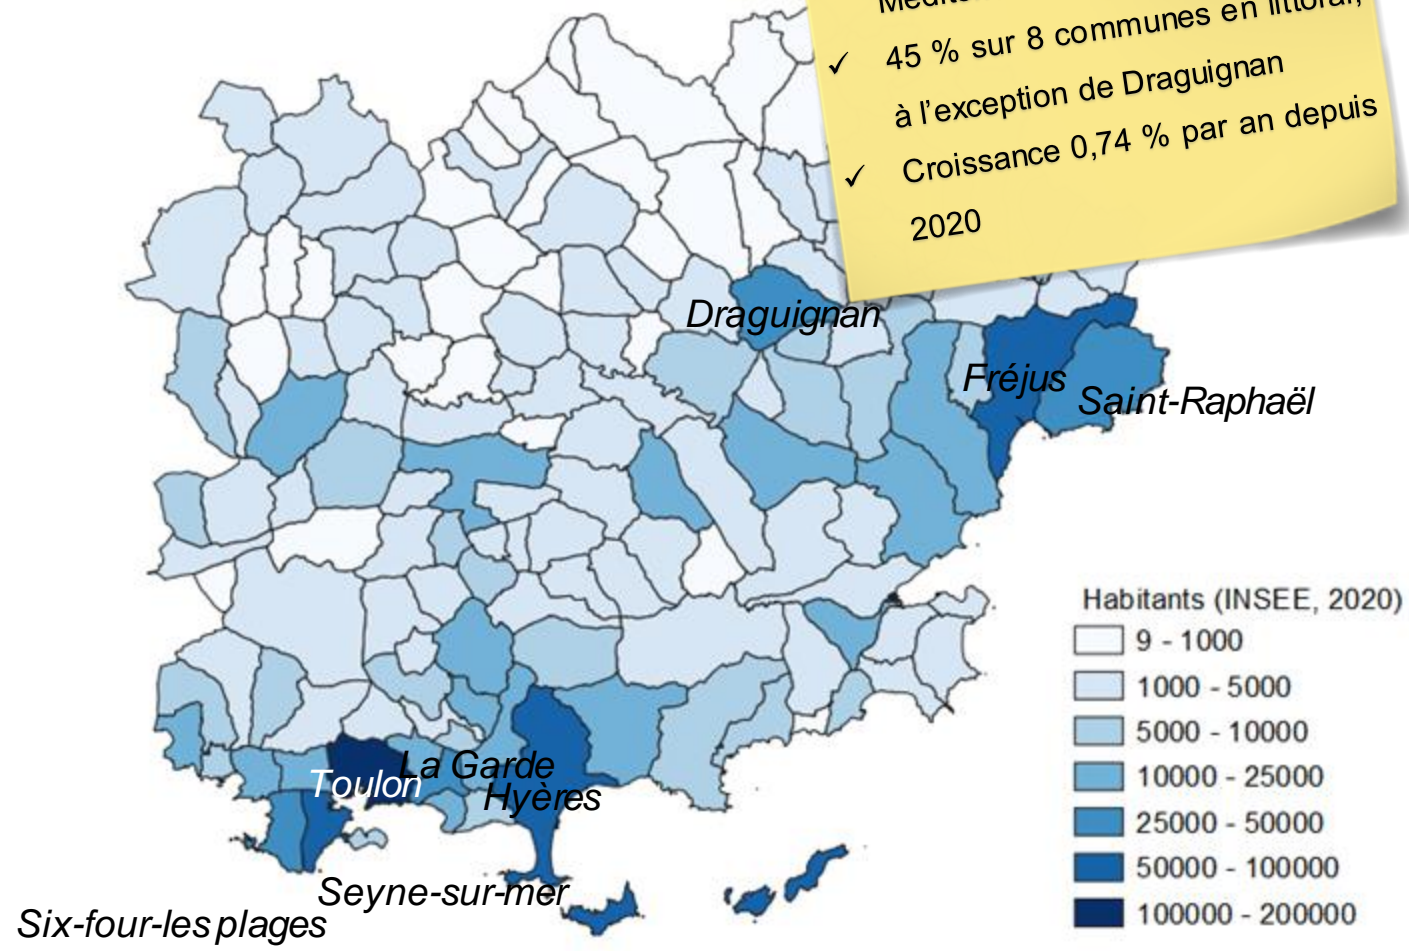 ✓ 45 % sur 8 communes en littoral,
à l’exception de Draguignan
✓ Croissance 0,74 % par an depuis
2020
Draguignan
Fréjus
Saint-Raphaël
Habitants (INSEE, 2020)
9 - 1000
1000 - 5000
5000 - 10000
10000 - 25000
25000 - 50000
50000 - 100000
100000 - 200000
La Garde
Toulon
Hyères
Seyne-sur-mer
Six-four-les plages